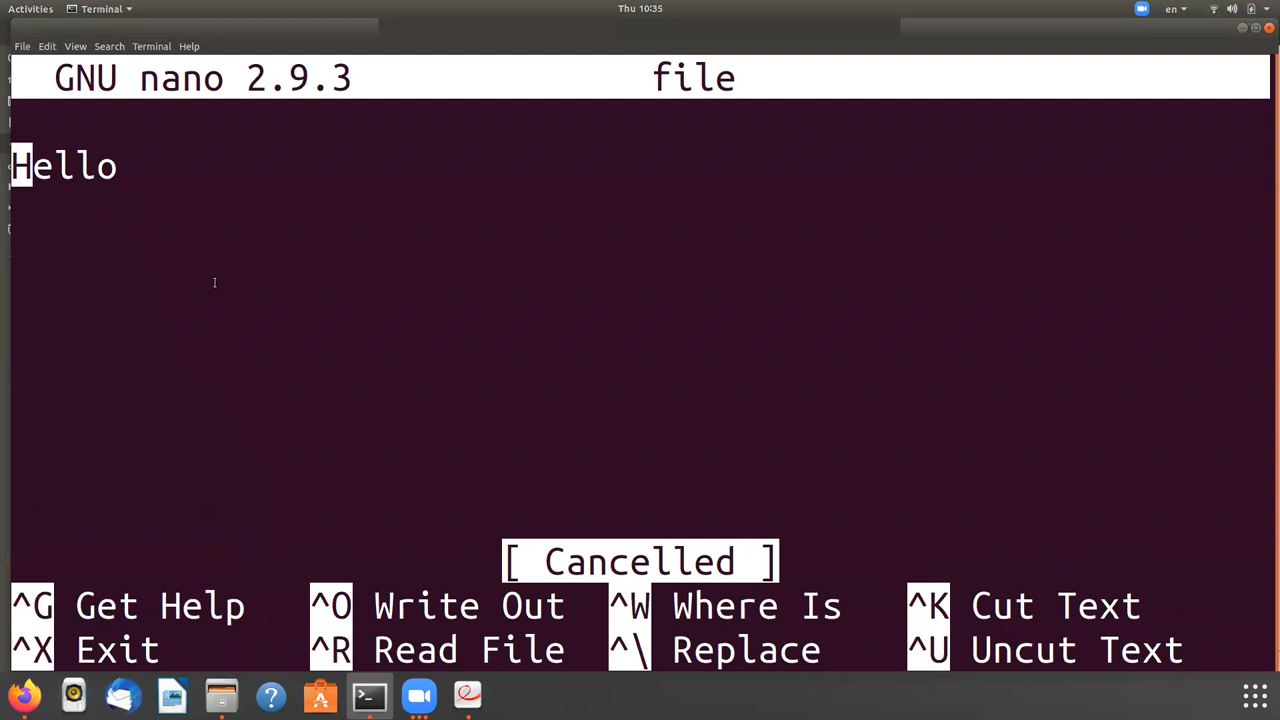 Activities Terminal Thu 10:35 en
File Edit View Search Terminal Help
GNU nano 2.9.3 file
Hello
[ Cancelled ]
^G Get Help ^O Write Out ^W Where Is ^K Cut Text
^X Exit ^R Read File ^\ Replace ^U Uncut Text